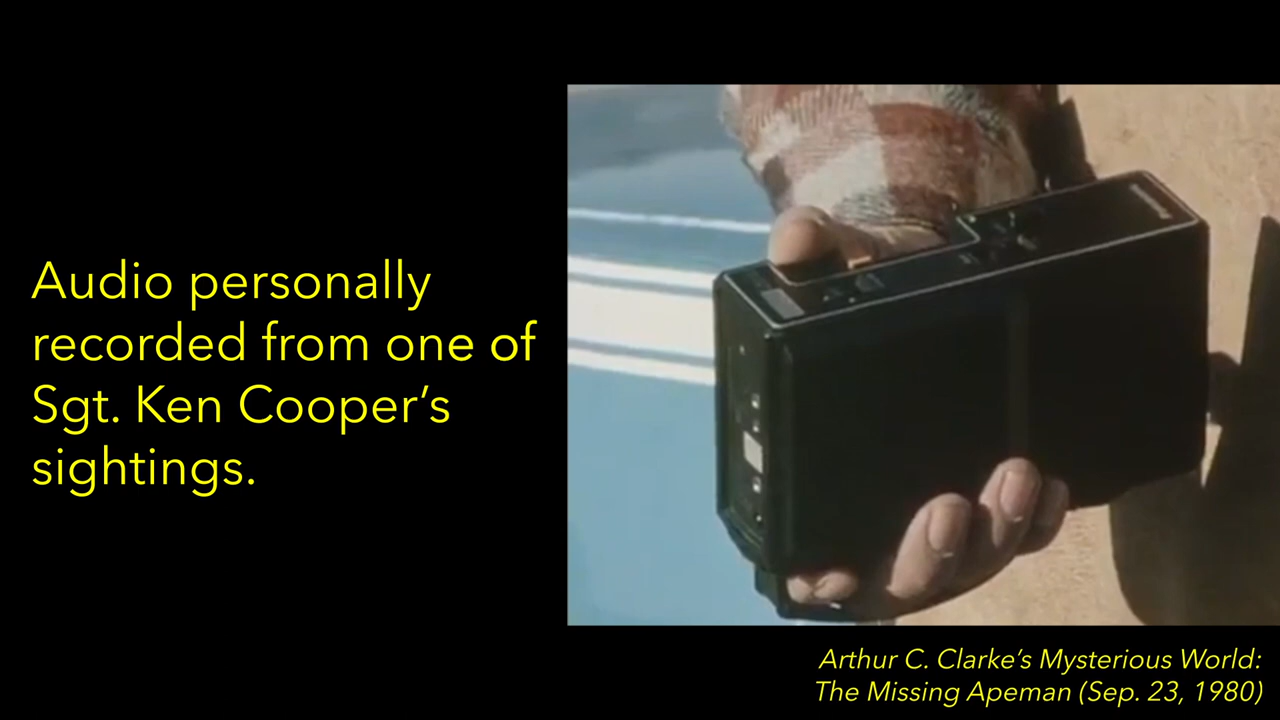 Audio personally
recorded from one of
Sgt. Ken Cooper’s
sightings.
Arthur C. Clarke’s Mysterious World:
The Missing Apeman (Sep. 23, 1980)